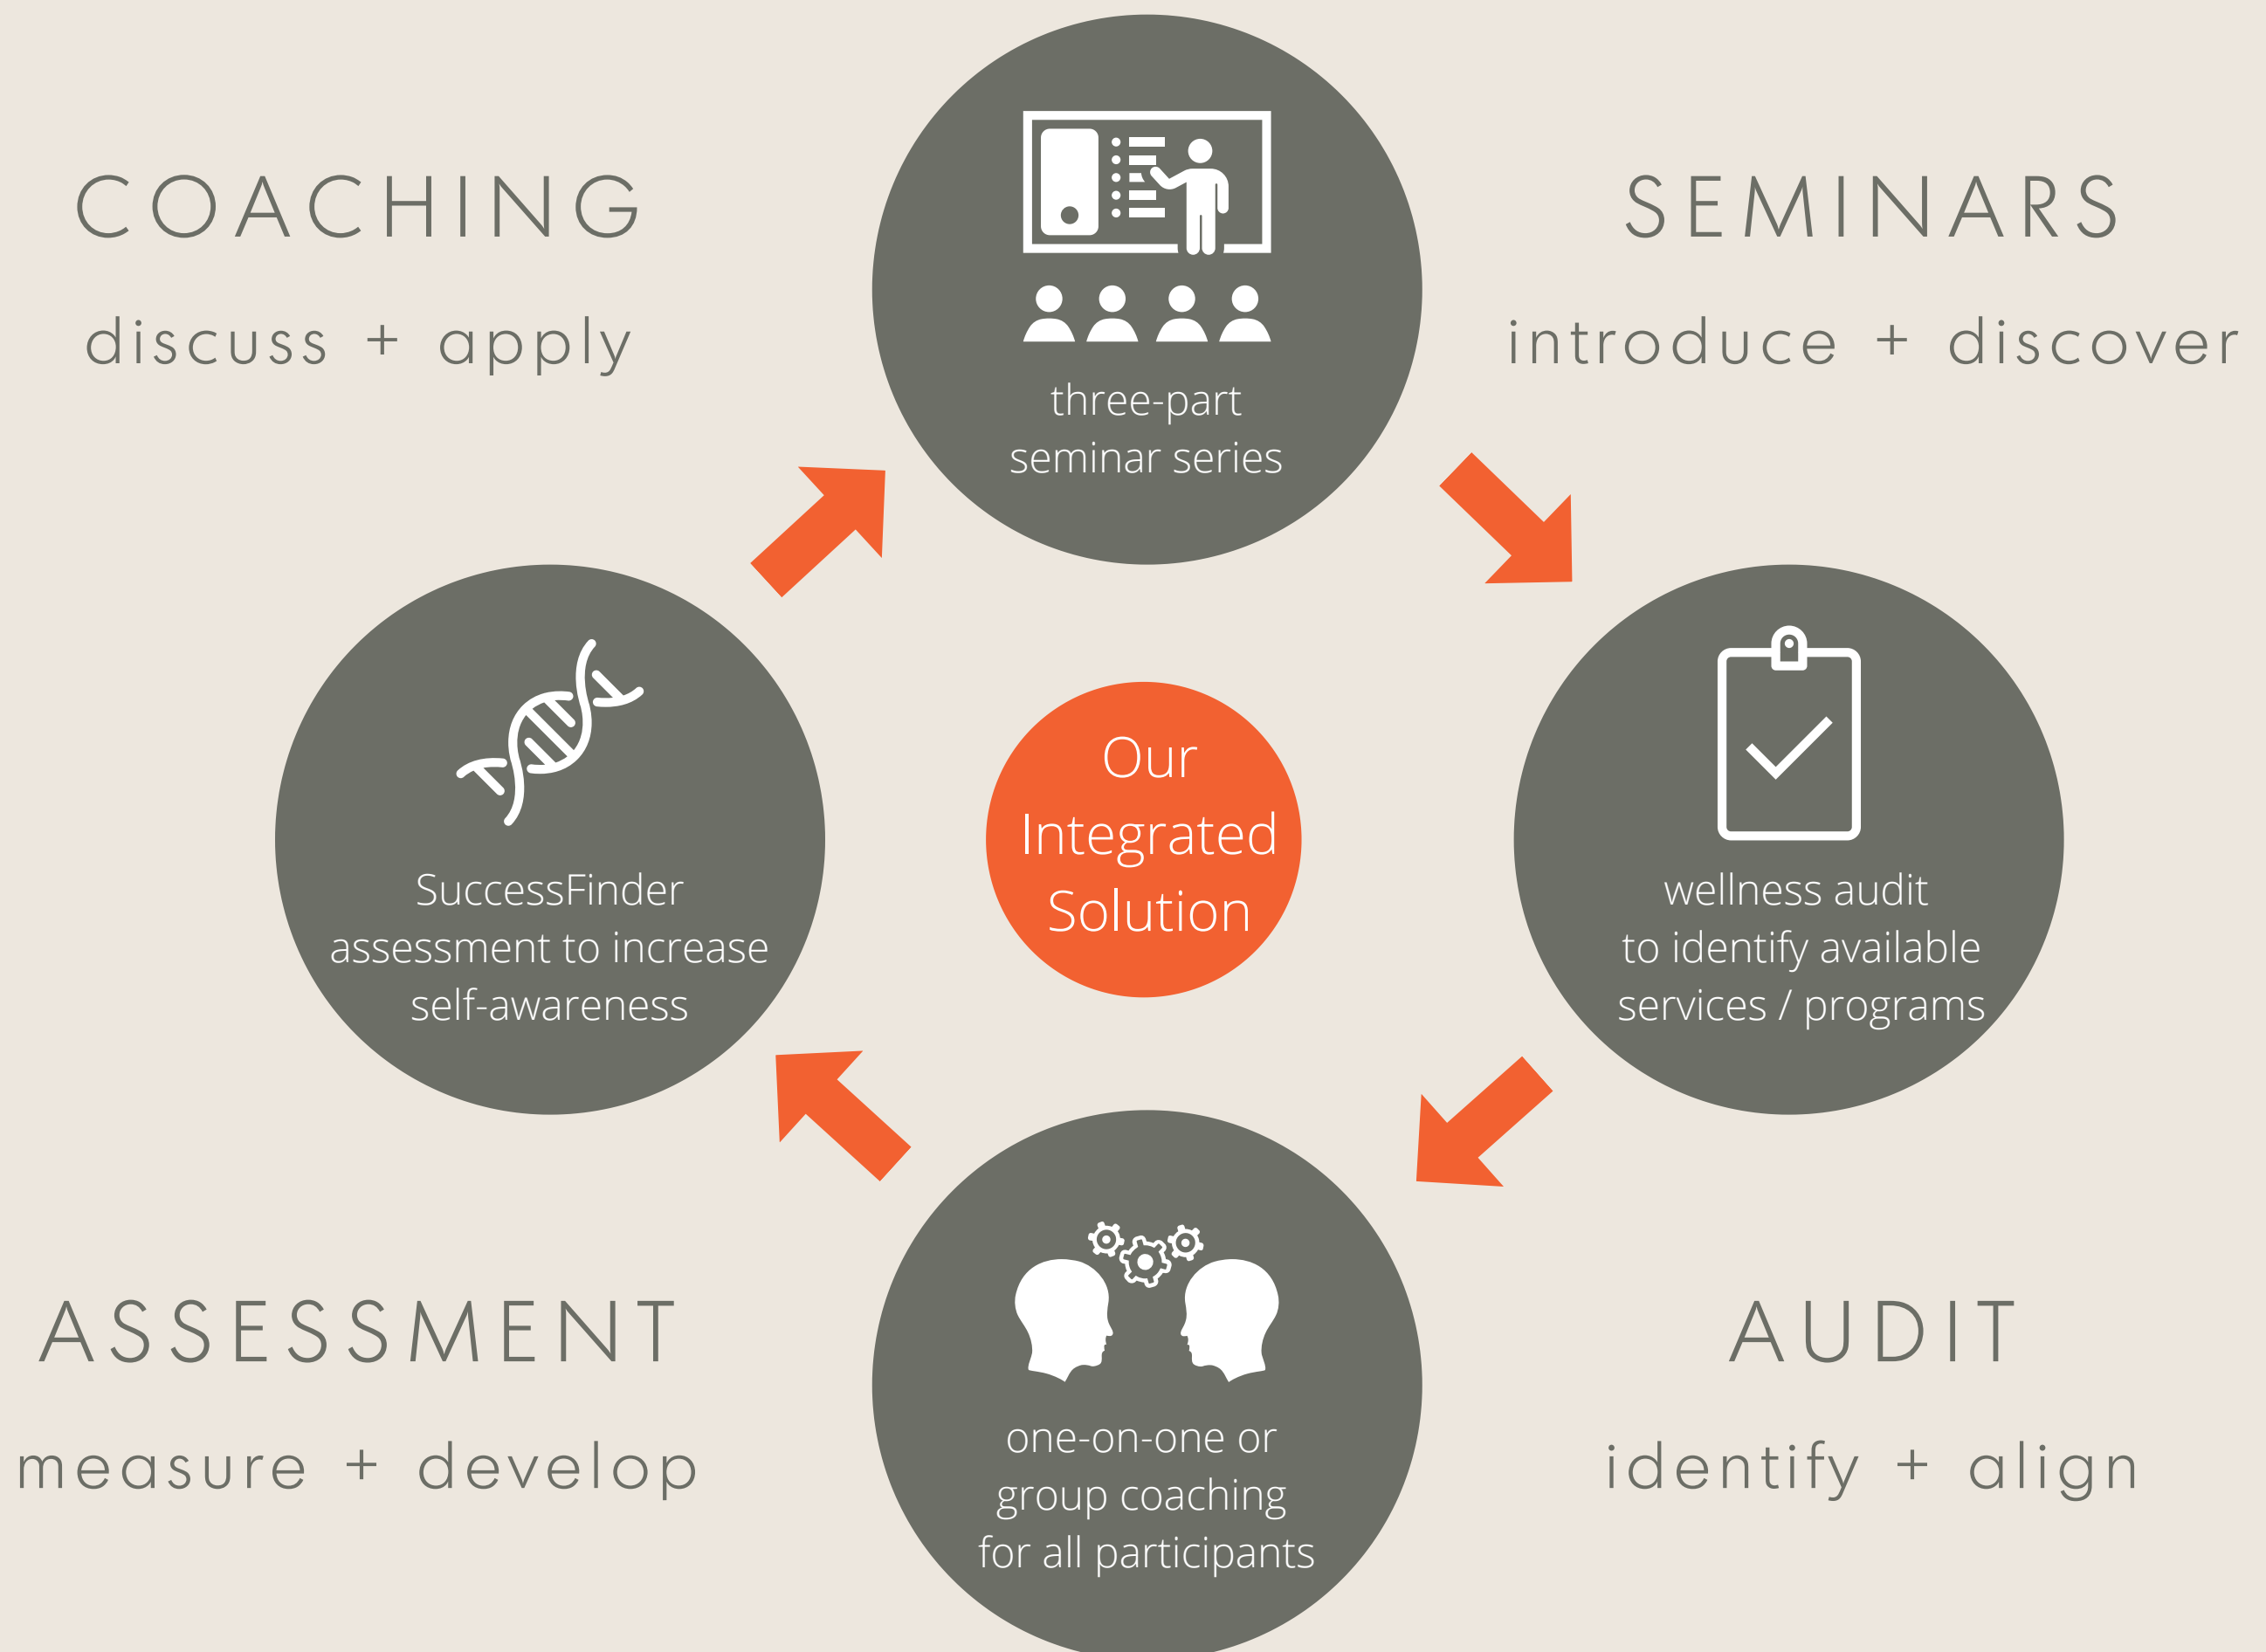 COACHING
discuss + apply
SEMINARS
introduce + discover
three-part
seminar series
SuccessFinder
assessment to increase
self-awareness
Our
Integrated
Solution
wellness audit
to identify available
services / programs
one-on-one or
group coaching
for all participants
ASSESSMENT
measure + develop
AUDIT
identify + align